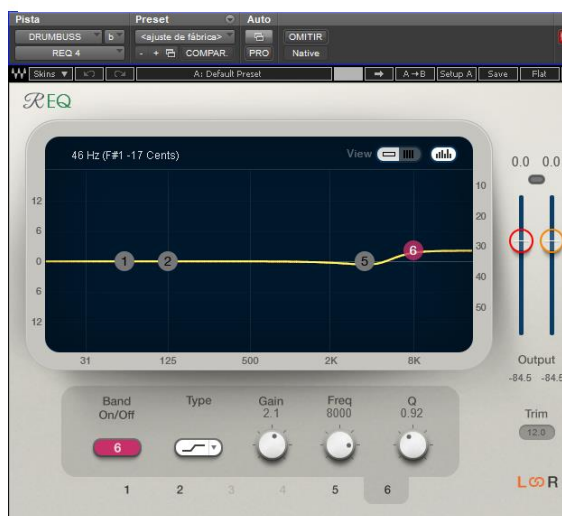 Pista Preset Auto
DRUMBUSS b <ajuste de fábrica> OMITIR
REQ 4 - + COMPAR. PRO Native
Skins A: Default Preset A→B Setup A Save Flat
REQ
46 Hz (F#1 -17 Cents) View
0.0 0.0
12 10
6 20
0 30
6 40
12 50
1 2 5 6
31 125 500 2K 8K
Output
-84.5 -84.5
Band On/Off Type Gain Freq Q
2.1 8000 0.92
6
Trim
12.0
1 2 3 4 5 6
L R